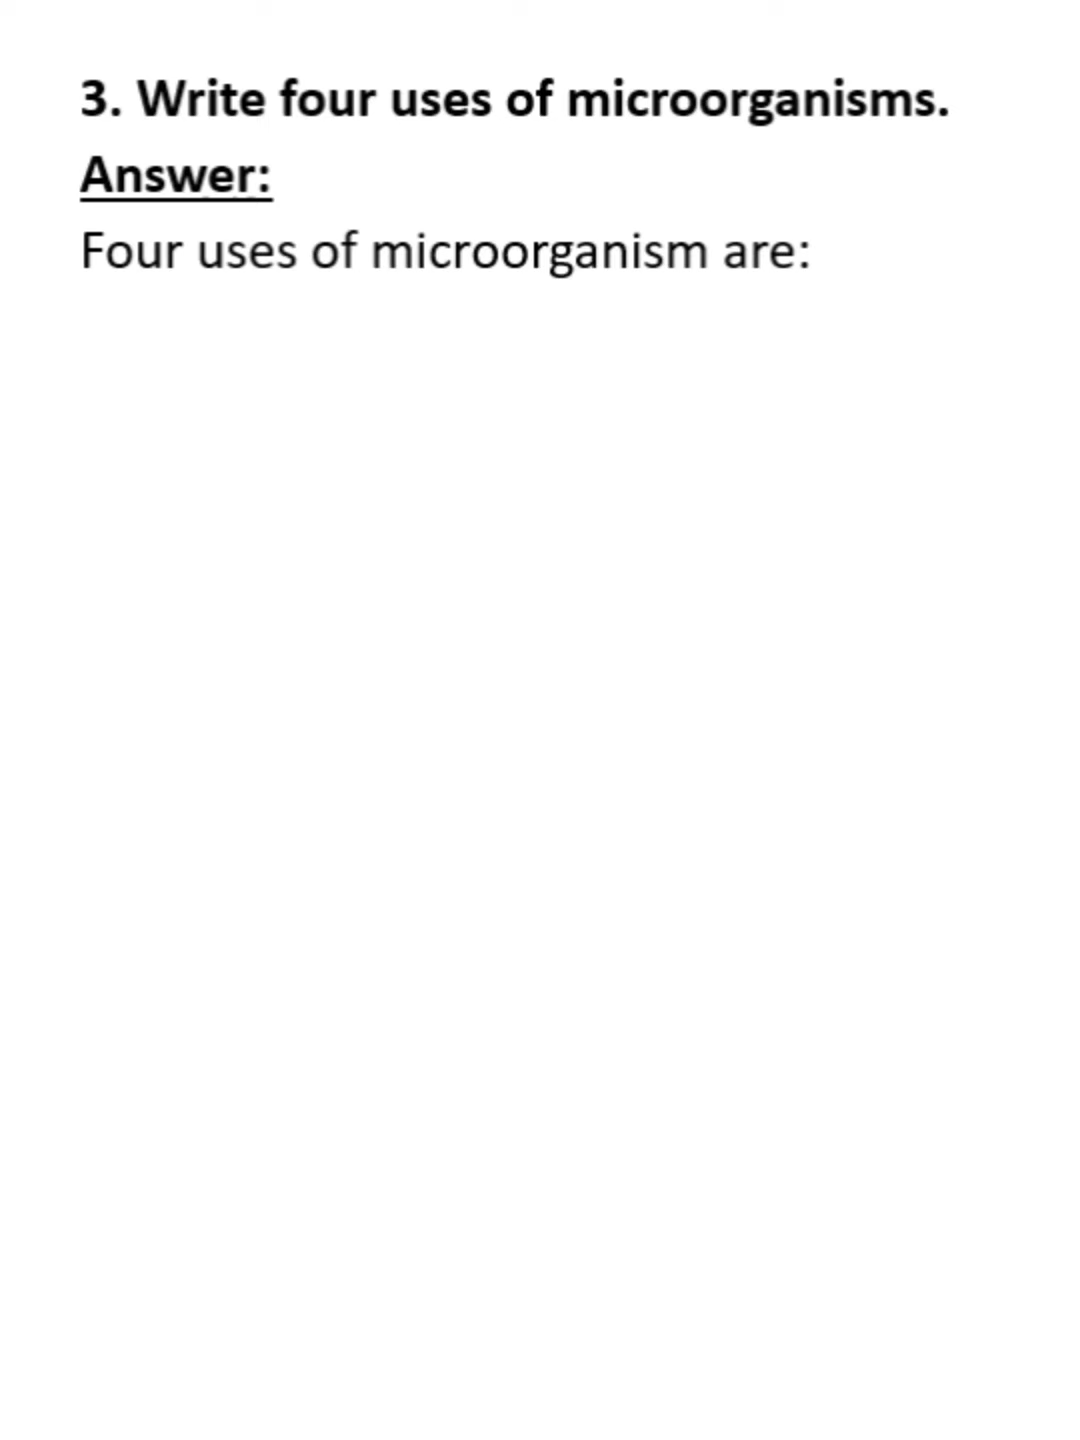 3. Write four uses of microorganisms.
Answer:
Four uses of microorganism are: